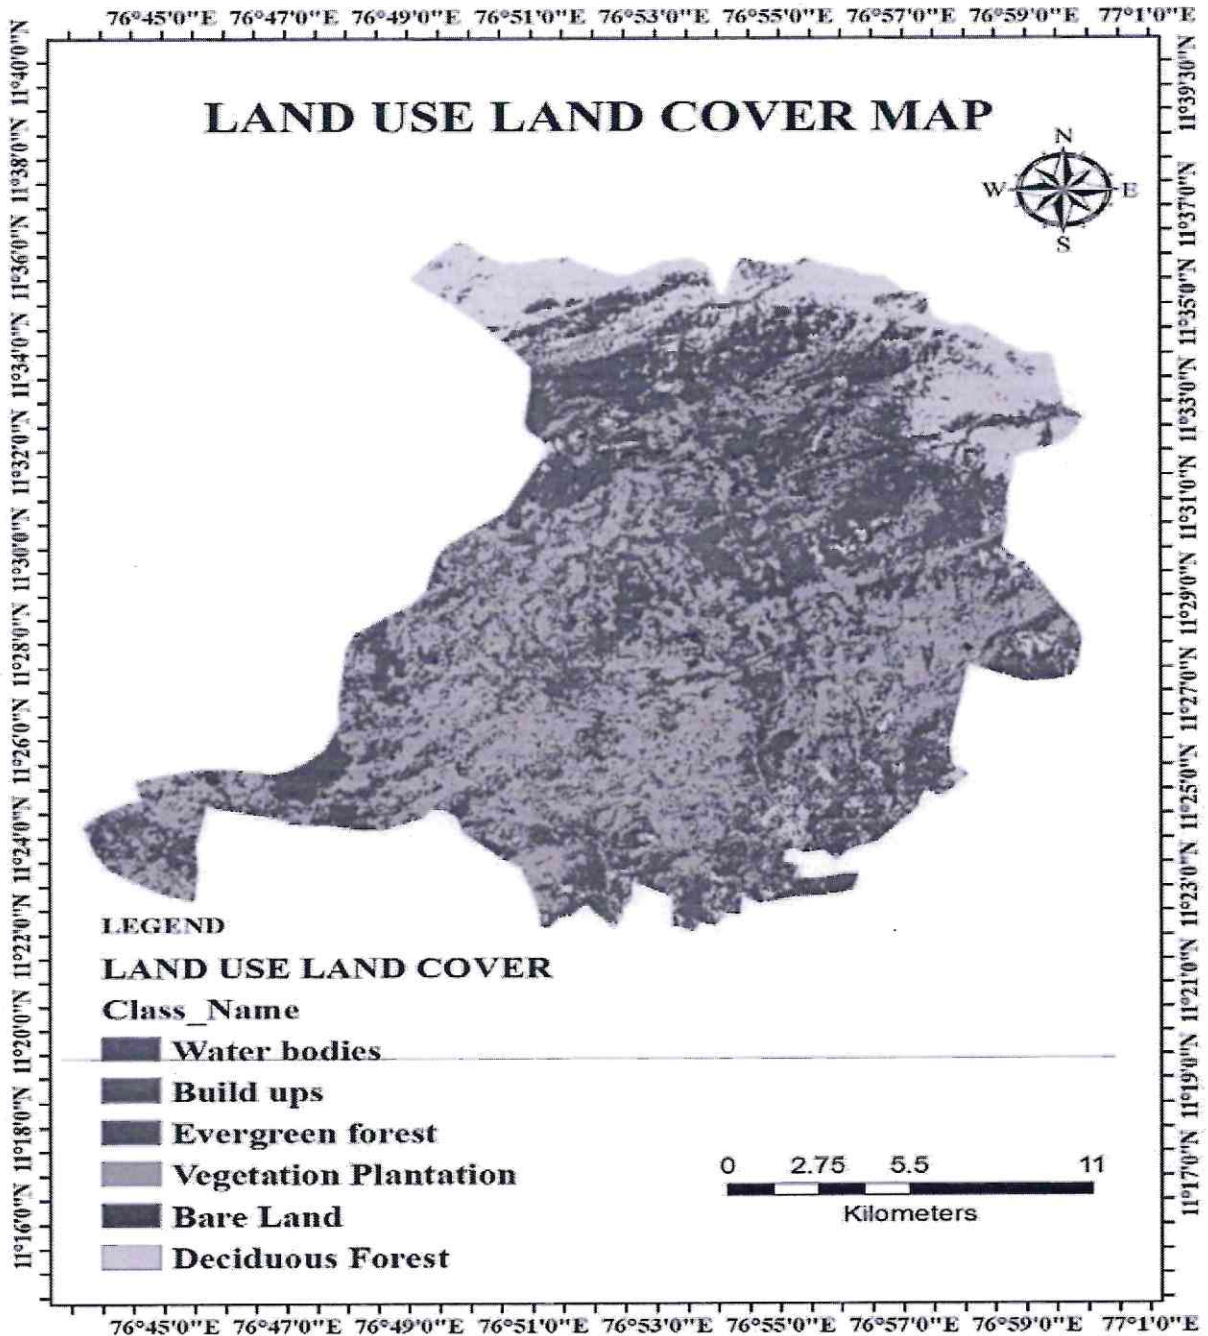 76°45'0"E 76°47'0"E 76°49'0"E 76°51'0"E 76°53'0"E 76°55'0"E 76°57'0"E 76°59'0"E 77°1'0"E
LAND USE LAND COVER MAP
N
W E
S
11°40'0"N
11°38'0"N
11°36'0"N
11°34'0"N
11°32'0"N
11°30'0"N
11°28'0"N
11°26'0"N
11°24'0"N
11°22'0"N
11°20'0"N
11°18'0"N
11°16'0"N
11°39'30"N
11°37'0"N
11°35'0"N
11°33'0"N
11°31'0"N
11°29'0"N
11°27'0"N
11°25'0"N
11°23'0"N
11°21'0"N
11°19'0"N
11°17'0"N
LEGEND
LAND USE LAND COVER
Class_Name
Water bodies
Build ups
Evergreen forest
Vegetation Plantation
Bare Land
Deciduous Forest
0 2.75 5.5 11
Kilometers
76°45'0"E 76°47'0"E 76°49'0"E 76°51'0"E 76°53'0"E 76°55'0"E 76°57'0"E 76°59'0"E 77°1'0"E